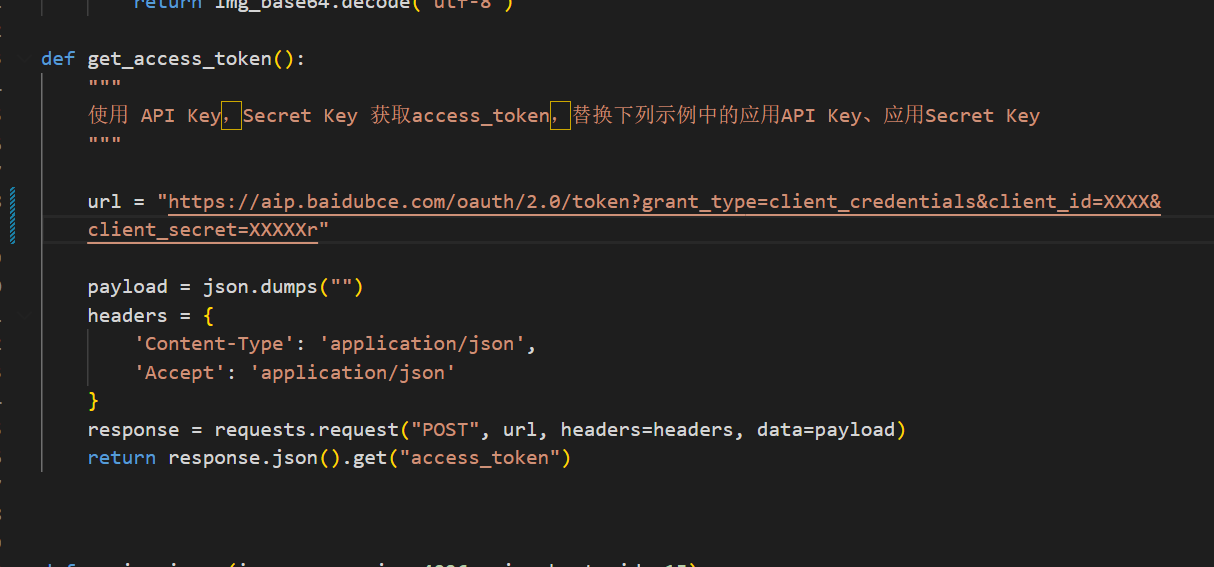 return img_base64.decode('utf-8')
def get_access_token():
"""
使用 API Key，Secret Key 获取access_token，替换下列示例中的应用API Key、应用Secret Key
"""
url = "https://aip.baidubce.com/oauth/2.0/token?grant_type=client_credentials&client_id=XXXX&
client_secret=XXXXXr"
payload = json.dumps("")
headers = {
'Content-Type': 'application/json',
'Accept': 'application/json'
}
response = requests.request("POST", url, headers=headers, data=payload)
return response.json().get("access_token")